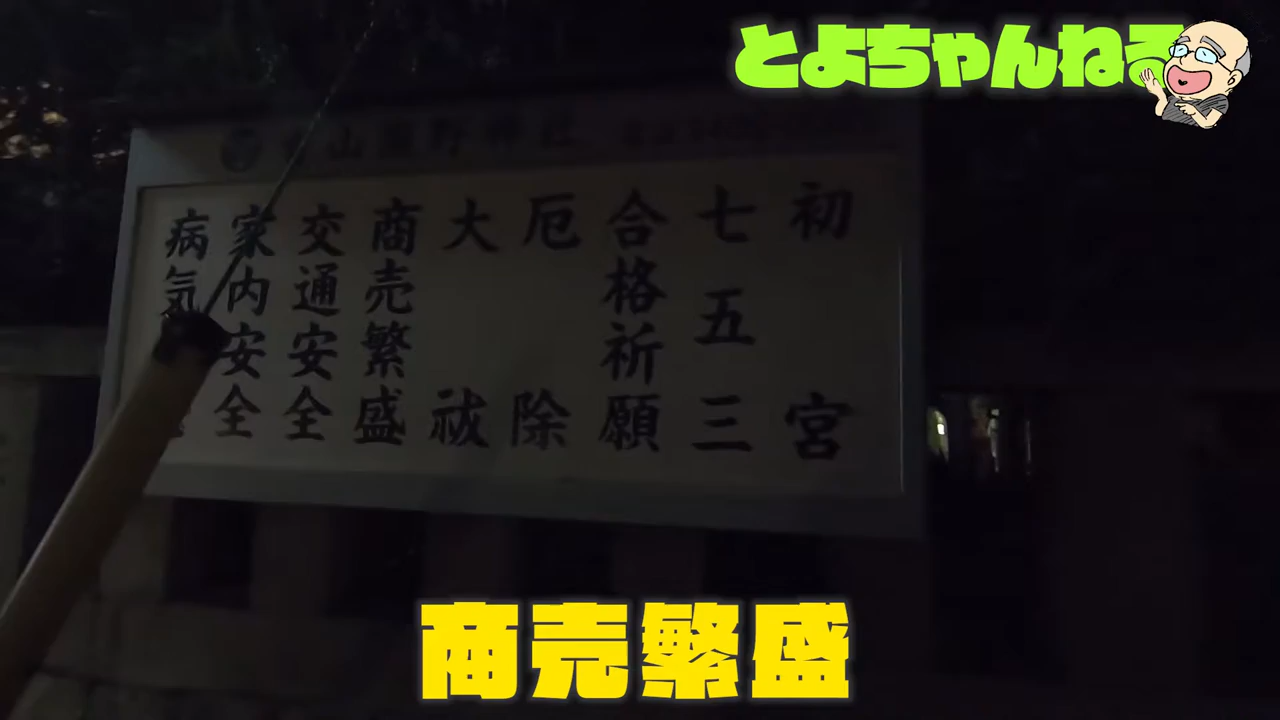 とよちゃんねる
初宮
七五三
合格祈願
厄除
大祓
商売繁盛
交通安全
家内安全
病気
商売繁盛